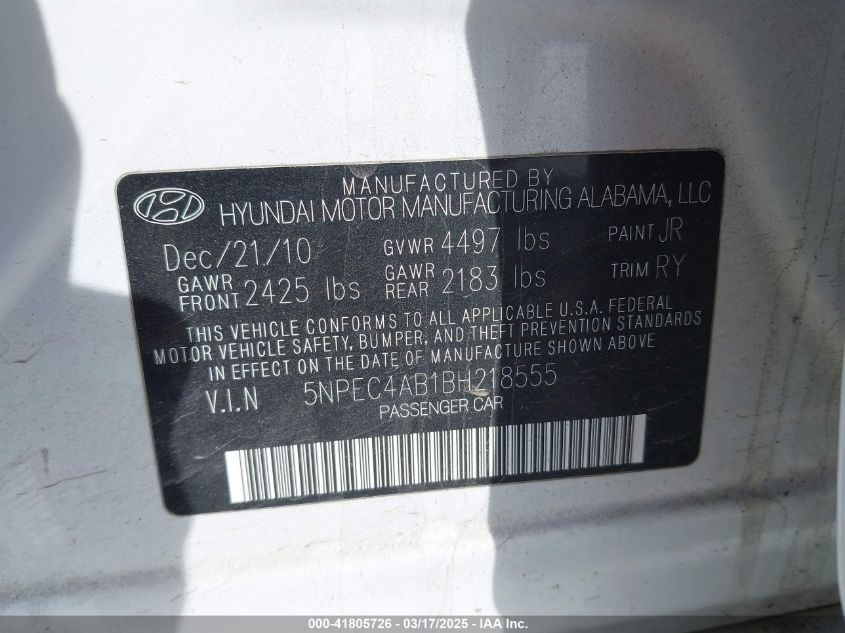 MANUFACTURED BY
HYUNDAI MOTOR MANUFACTURING ALABAMA, LLC
Dec/21/10 GVWR 4497 lbs PAINT JR
GAWR FRONT 2425 lbs GAWR REAR 2183 lbs TRIM RY
THIS VEHICLE CONFORMS TO ALL APPLICABLE U.S.A. FEDERAL
MOTOR VEHICLE SAFETY, BUMPER, AND THEFT PREVENTION STANDARDS
IN EFFECT ON THE DATE OF MANUFACTURE SHOWN ABOVE
V.I.N 5NPEC4AB1BH218555
PASSENGER CAR
000-41805726 - 03/17/2025 - IAA Inc.